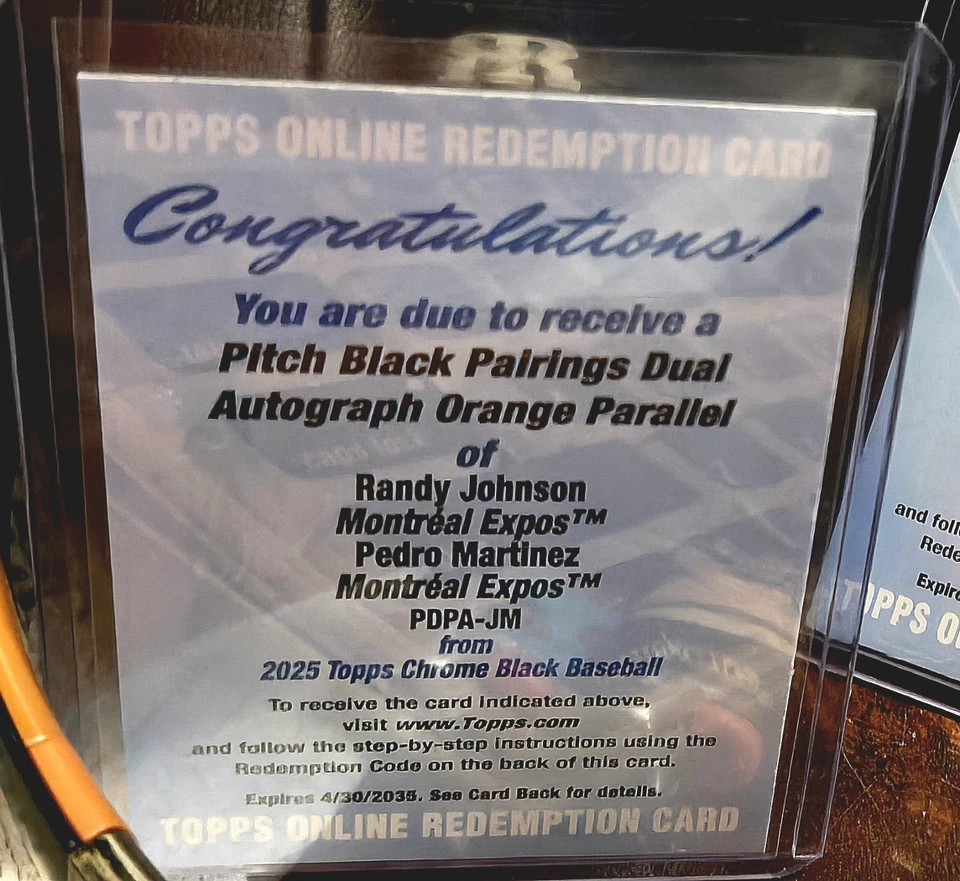 TOPPS ONLINE REDEMPTION CARD
Congratulations!
You are due to receive a
Pitch Black Pairings Dual
Autograph Orange Parallel
of
Randy Johnson
Montréal Expos™
Pedro Martinez
Montréal Expos™
PDPA-JM
from
2025 Topps Chrome Black Baseball
To receive the card indicated above,
visit www.Topps.com
and follow the step-by-step instructions using the
Redemption Code on the back of this card.
Expires 4/30/2035. See Card Back for details.
TOPPS ONLINE REDEMPTION CARD
and
TOPPS